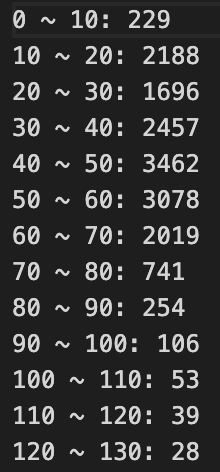 0 ~ 10: 229
10 ~ 20: 2188
20 ~ 30: 1696
30 ~ 40: 2457
40 ~ 50: 3462
50 ~ 60: 3078
60 ~ 70: 2019
70 ~ 80: 741
80 ~ 90: 254
90 ~ 100: 106
100 ~ 110: 53
110 ~ 120: 39
120 ~ 130: 28